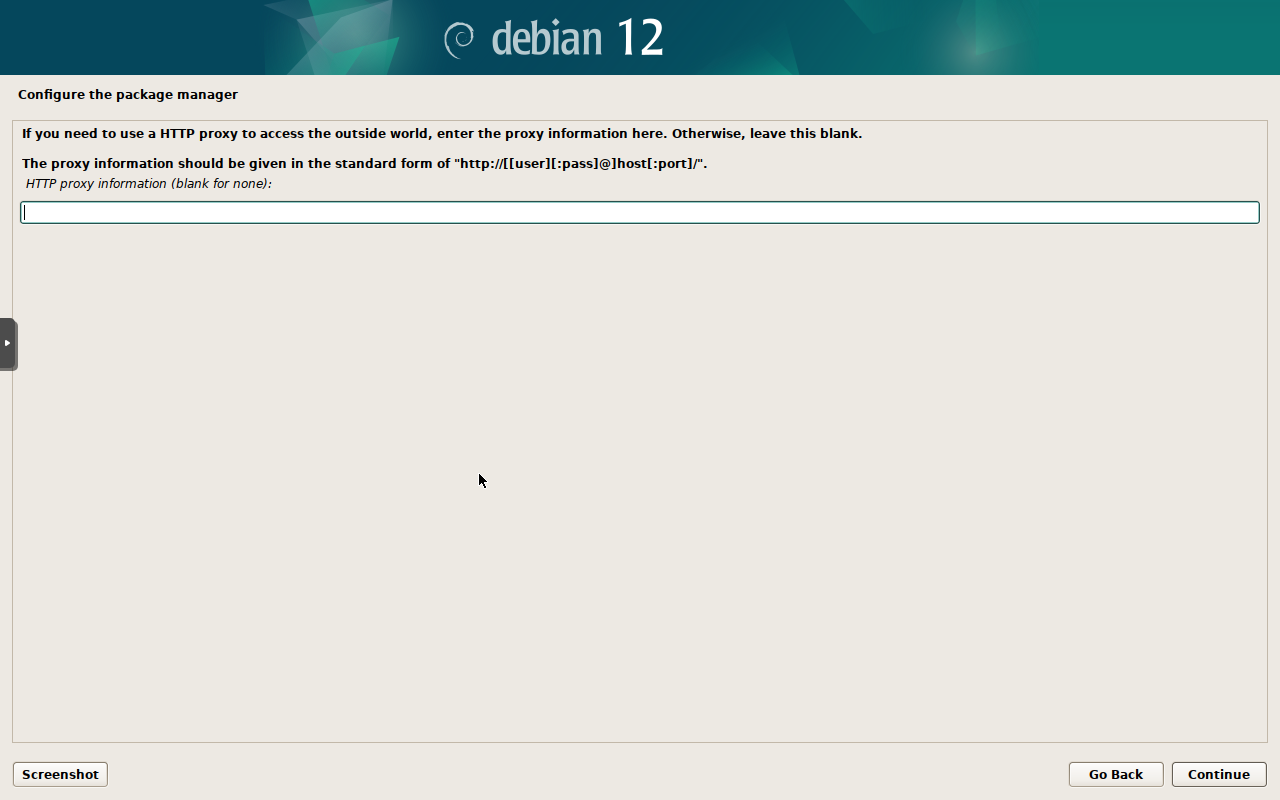 debian 12
Configure the package manager
If you need to use a HTTP proxy to access the outside world, enter the proxy information here. Otherwise, leave this blank.
The proxy information should be given in the standard form of "http://[[user][:pass]@]host[:port]/".
HTTP proxy information (blank for none):
Screenshot
Go Back
Continue